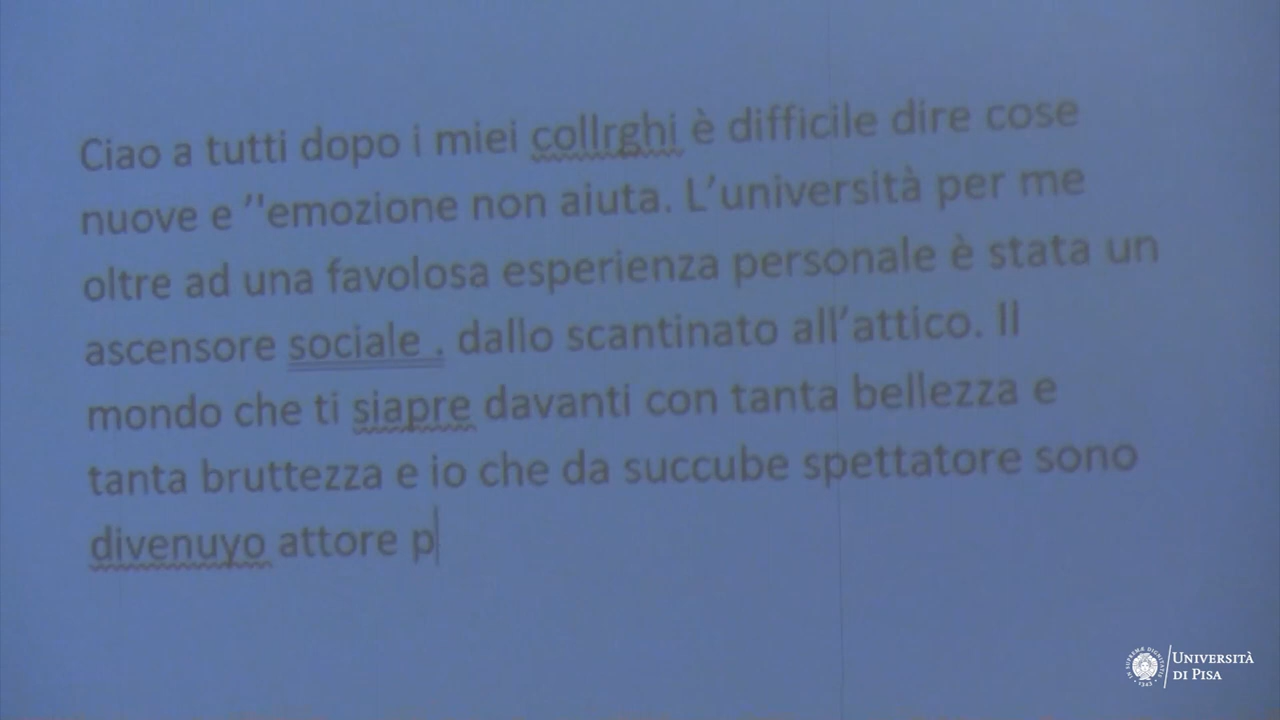 Ciao a tutti dopo i miei collrghi è difficile dire cose
nuove e ’'emozione non aiuta. L’università per me
oltre ad una favolosa esperienza personale è stata un
ascensore sociale . dallo scantinato all’attico. Il
mondo che ti siapre davanti con tanta bellezza e
tanta bruttezza e io che da succube spettatore sono
divenuyo attore p
UNIVERSITÀ
DI PISA